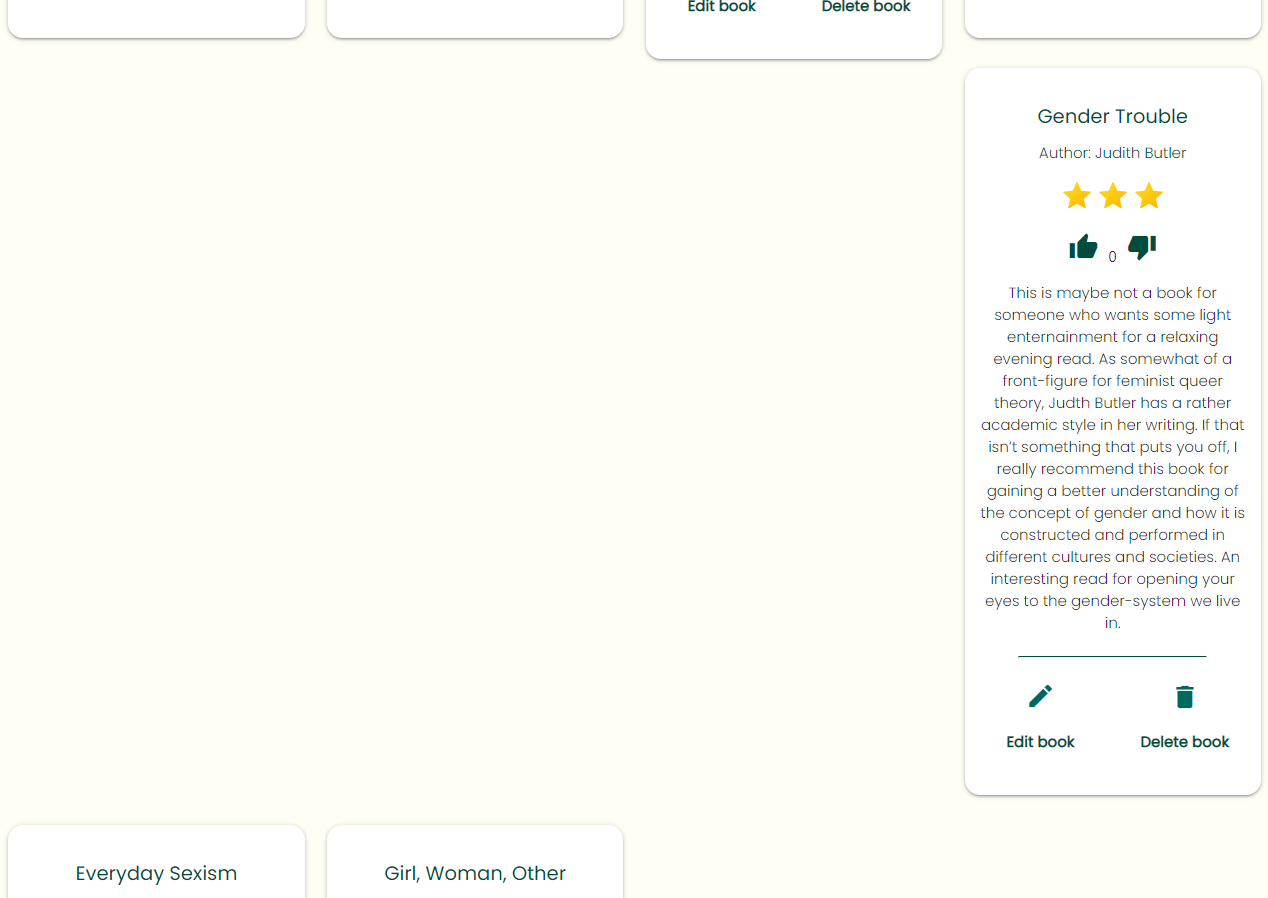 Edit book
Delete book
Gender Trouble
Author: Judith Butler
0
This is maybe not a book for
someone who wants some light
enternainment for a relaxing
evening read. As somewhat of a
front-figure for feminist queer
theory, Judth Butler has a rather
academic style in her writing. If that
isn't something that puts you off, I
really recommend this book for
gaining a better understanding of
the concept of gender and how it is
constructed and performed in
different cultures and societies. An
interesting read for opening your
eyes to the gender-system we live
in.
Edit book
Delete book
Everyday Sexism
Girl, Woman, Other